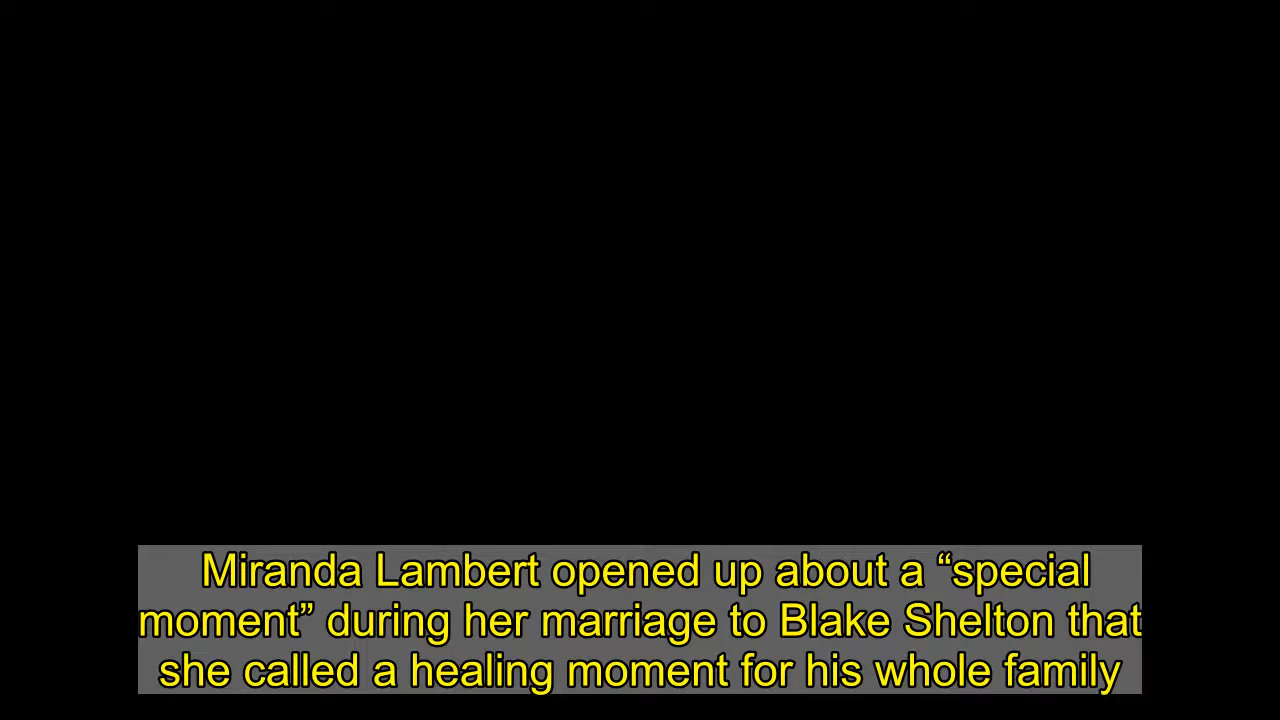 Miranda Lambert opened up about a “special
moment” during her marriage to Blake Shelton that
she called a healing moment for his whole family